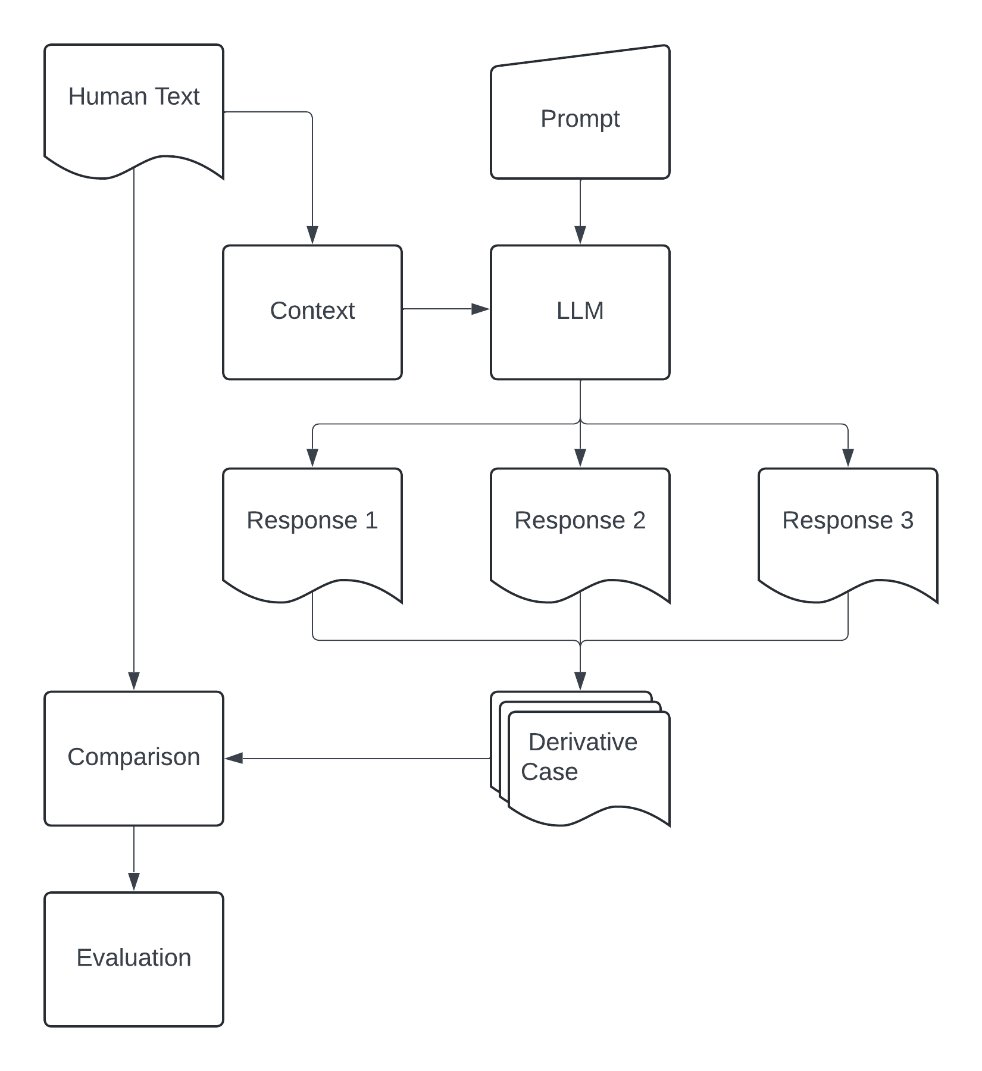 Human Text
Prompt
Context
LLM
Response 1
Response 2
Response 3
Comparison
Derivative
Case
Evaluation